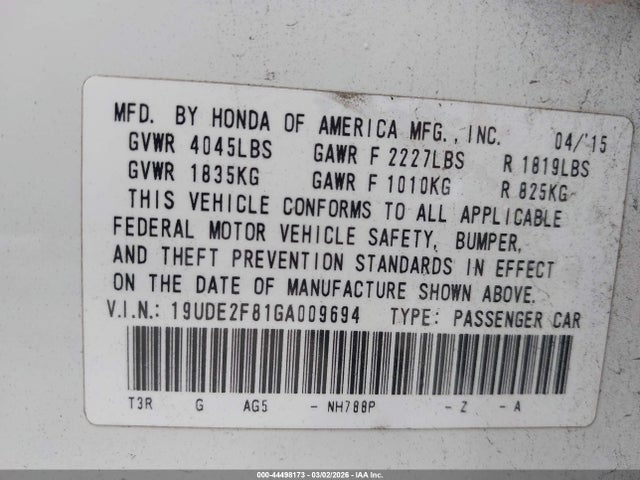 MFD. BY HONDA OF AMERICA MFG., INC. 04/'15
GVWR 4045LBS GAWR F 2227LBS R 1819LBS
GVWR 1835KG GAWR F 1010KG R 825KG
THIS VEHICLE CONFORMS TO ALL APPLICABLE
FEDERAL MOTOR VEHICLE SAFETY, BUMPER,
AND THEFT PREVENTION STANDARDS IN EFFECT
ON THE DATE OF MANUFACTURE SHOWN ABOVE.
V.I.N.: 19UDE2F81GA009694 TYPE: PASSENGER CAR
T3R G AG5 - NH788P - Z - A
000-44498173 - 03/02/2026 - IAA Inc.